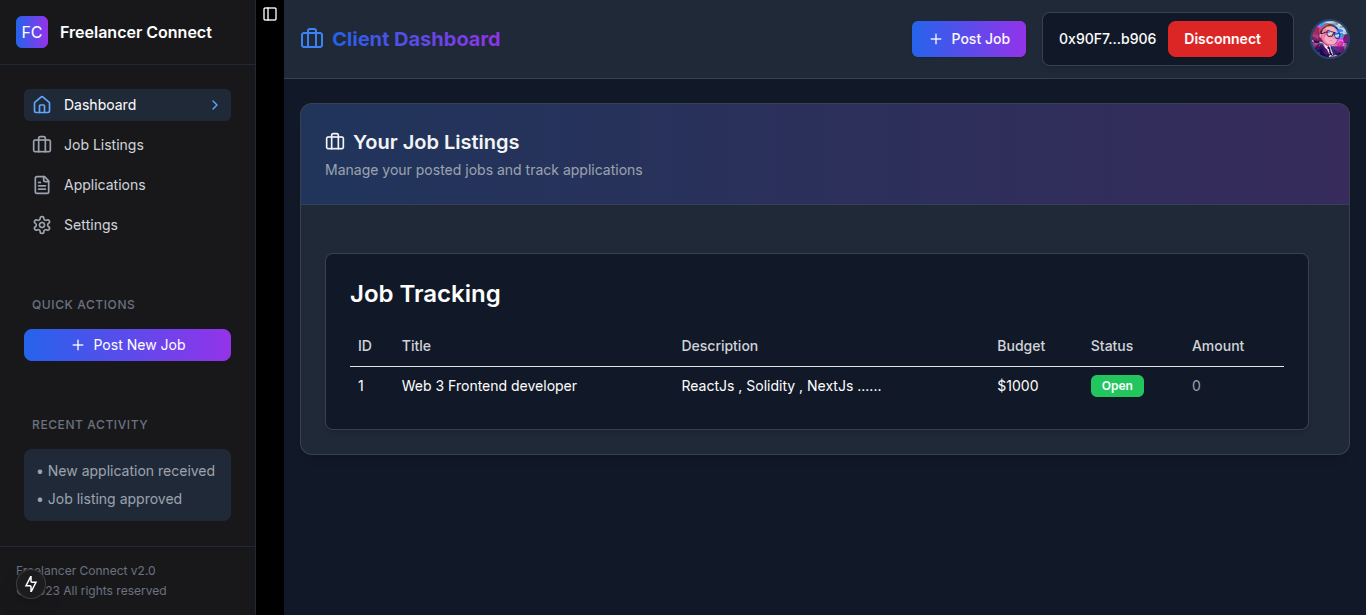 FC Freelancer Connect
Dashboard
Job Listings
Applications
Settings
QUICK ACTIONS
+ Post New Job
RECENT ACTIVITY
• New application received
• Job listing approved
Freelancer Connect v2.0
23 All rights reserved
Client Dashboard
+ Post Job
0x90F7...b906
Disconnect
Your Job Listings
Manage your posted jobs and track applications
Job Tracking
ID Title Description Budget Status Amount
1 Web 3 Frontend developer ReactJs , Solidity , NextJs ...... $1000 Open 0